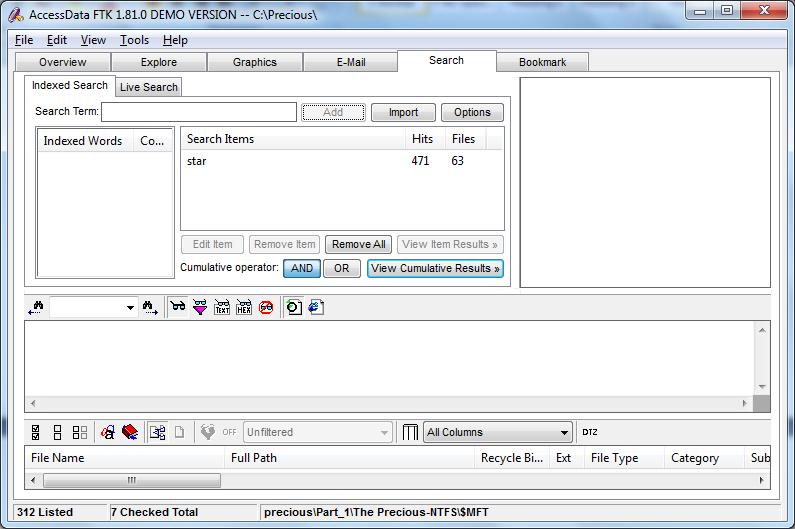 AccessData FTK 1.81.0 DEMO VERSION -- C:\Precious\
File Edit View Tools Help
Overview Explore Graphics E-Mail Search Bookmark
Indexed Search Live Search
Search Term: Add Import Options
Indexed Words Co... Search Items Hits Files
star 471 63
Edit Item Remove Item Remove All View Item Results »
Cumulative operator: AND OR View Cumulative Results »
TEXT HEX
OFF Unfiltered All Columns DTZ
File Name Full Path Recycle Bi... Ext File Type Category Sub
312 Listed 7 Checked Total precious\Part_1\The Precious-NTFS\$MFT